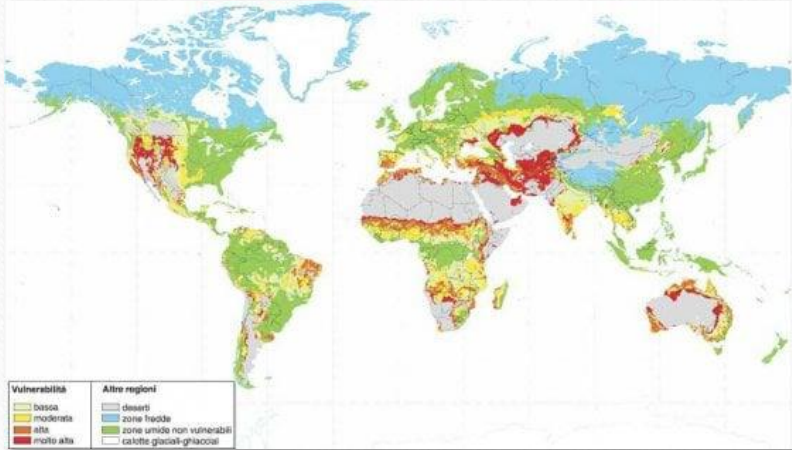 Vulnerabilità
bassa
moderata
alta
molto alta
Altre regioni
deserti
zone fredde
zone umide non vulnerabili
calotte glaciali-ghiacciai